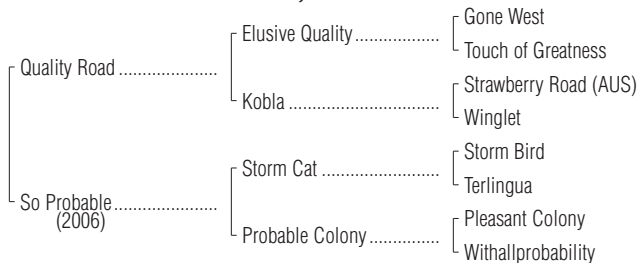 Gone West
Elusive Quality ..................
Touch of Greatness
Quality Road .....................
Strawberry Road (AUS)
Kobla ................................
Winglet
Storm Bird
Storm Cat .........................
Terlingua
So Probable ......................
(2006)
Pleasant Colony
Probable Colony ...............
Withallprobability